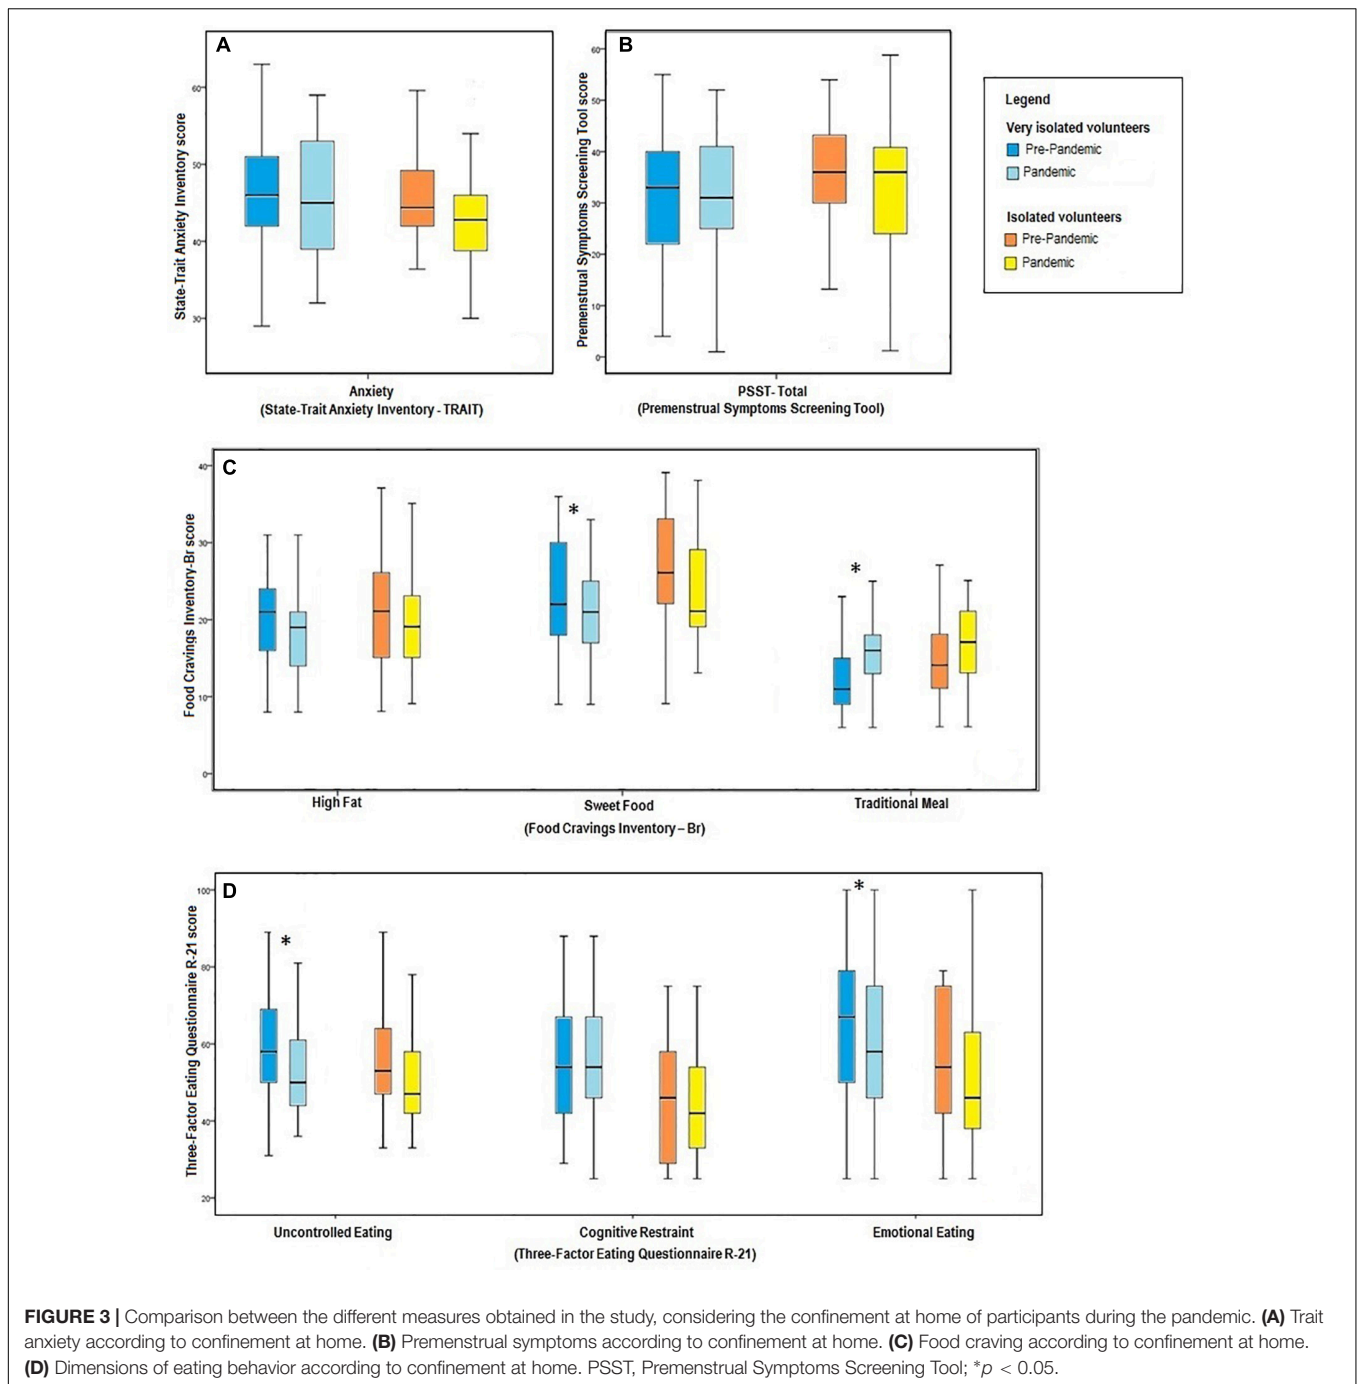 A
State-Trait Anxiety Inventory score
60
50
40
30
Anxiety
(State-Trait Anxiety Inventory - TRAIT)
B
Premenstrual Symptoms Screening Tool score
60
50
40
30
20
10
0
PSST- Total
(Premenstrual Symptoms Screening Tool)
Legend
Very isolated volunteers
Pre-Pandemic
Pandemic
Isolated volunteers
Pre-Pandemic
Pandemic
C
Food Cravings Inventory-Br score
40
30
20
10
0
*
*
High Fat
Sweet Food
Traditional Meal
(Food Cravings Inventory – Br)
D
Three-Factor Eating Questionnaire R-21 score
100
80
60
40
20
*
*
Uncontrolled Eating
Cognitive Restraint
Emotional Eating
(Three-Factor Eating Questionnaire R-21)
FIGURE 3 | Comparison between the different measures obtained in the study, considering the confinement at home of participants during the pandemic. (A) Trait
anxiety according to confinement at home. (B) Premenstrual symptoms according to confinement at home. (C) Food craving according to confinement at home.
(D) Dimensions of eating behavior according to confinement at home. PSST, Premenstrual Symptoms Screening Tool; *p < 0.05.